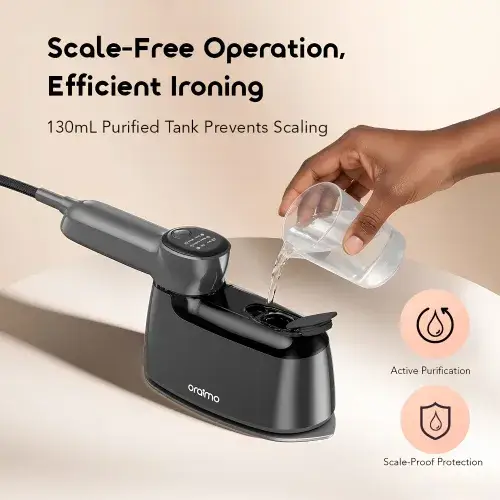 Scale-Free Operation,
Efficient Ironing
130mL Purified Tank Prevents Scaling
oraimo
Active Purification
Scale-Proof Protection